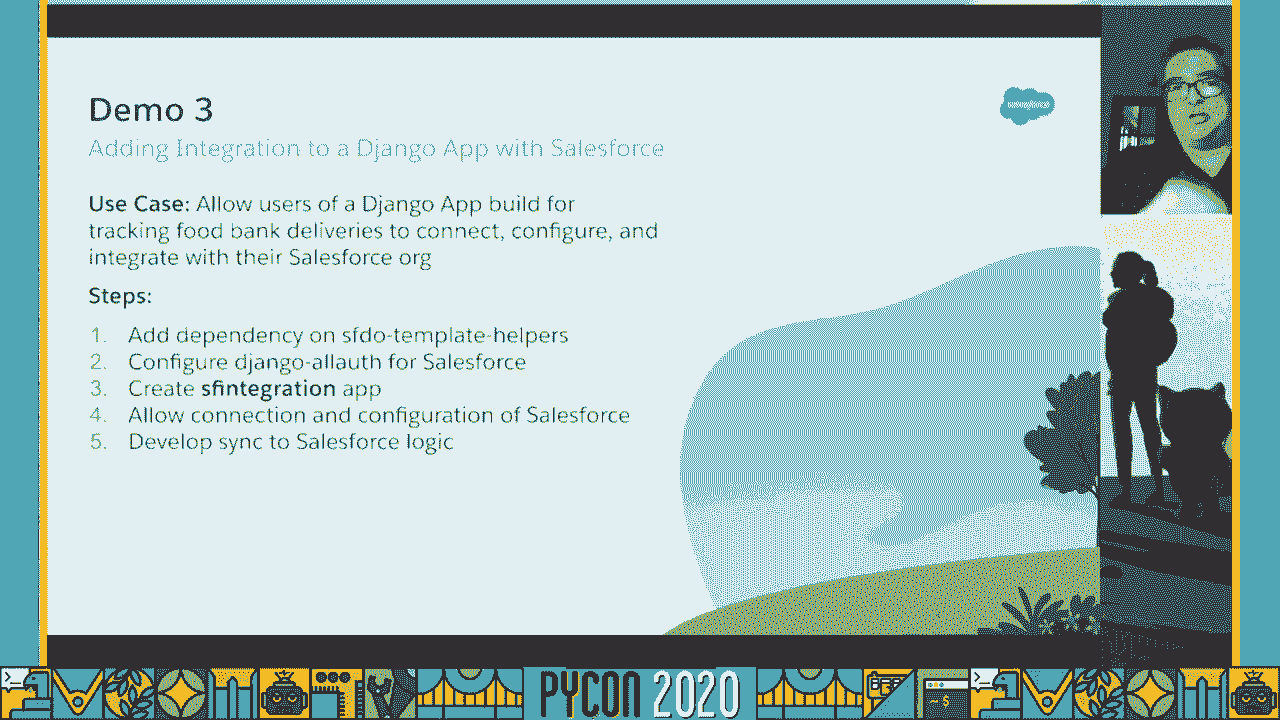 Demo 3
Adding Integration to a Django App with Salesforce
Use Case: Allow users of a Django App build for
tracking food bank deliveries to connect, configure, and
integrate with their Salesforce org
Steps:
1. Add dependency on sfdo-template-helpers
2. Configure django-allauth for Salesforce
3. Create sfintegration app
4. Allow connection and configuration of Salesforce
5. Develop sync to Salesforce logic
salesforce
PYCON 2020